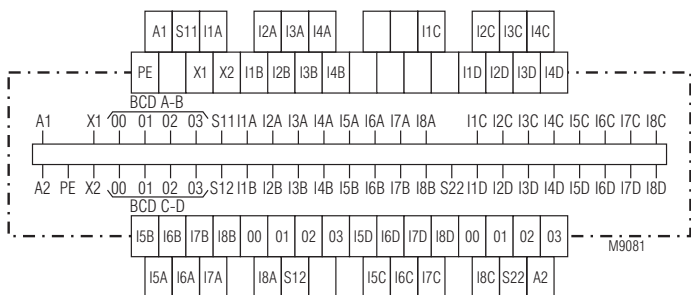 A1 S11 I1A I2A I3A I4A I1C I2C I3C I4C
PE X1 X2 I1B I2B I3B I4B I1D I2D I3D I4D
BCD A-B
A1 X1 00 01 02 03 S11 I1A I2A I3A I4A I5A I6A I7A I8A I1C I2C I3C I4C I5C I6C I7C I8C
A2 PE X2 00 01 02 03 S12 I1B I2B I3B I4B I5B I6B I7B I8B S22 I1D I2D I3D I4D I5D I6D I7D I8D
BCD C-D
I5B I6B I7B I8B 00 01 02 03 I5D I6D I7D I8D 00 01 02 03
M9081
I5A I6A I7A I8A S12 I5C I6C I7C I8C S22 A2